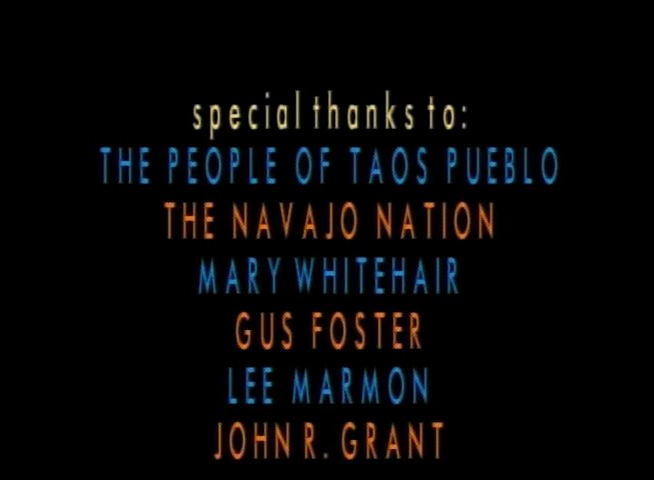 special thanks to:
THE PEOPLE OF TAOS PUEBLO
THE NAVAJO NATION
MARY WHITEHAIR
GUS FOSTER
LEE MARMON
JOHN R. GRANT